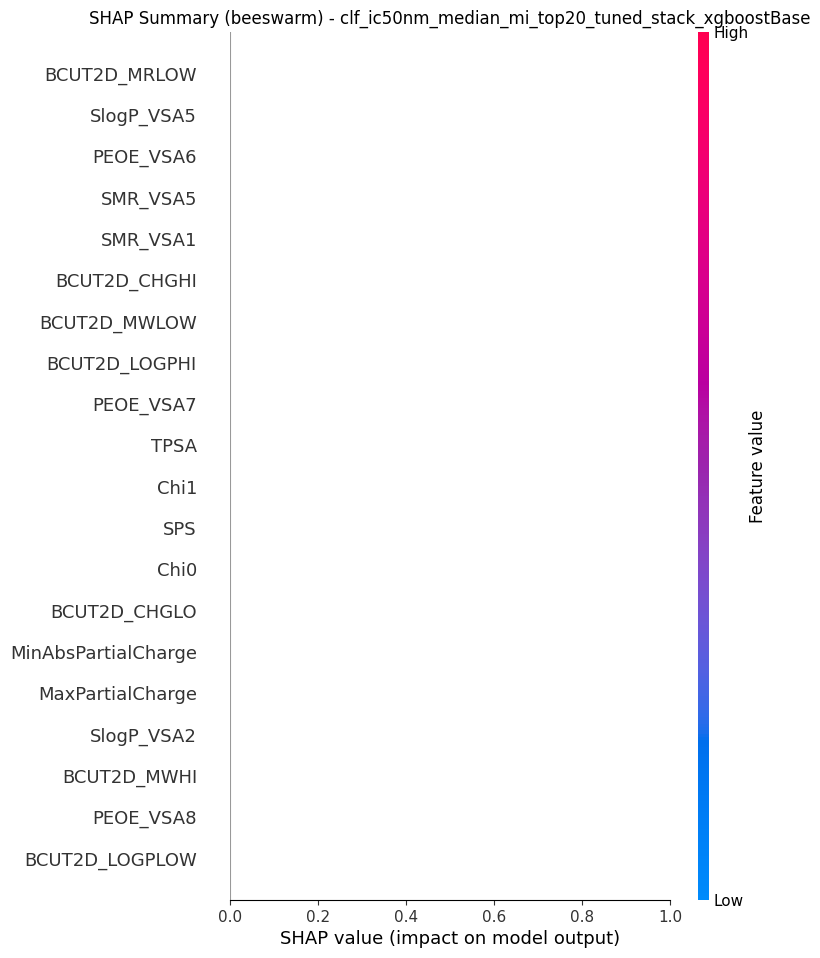 SHAP Summary (beeswarm) - clf_ic50nm_median_mi_top20_tuned_stack_xgboostBase
High
BCUT2D_MRLOW
SlogP_VSA5
PEOE_VSA6
SMR_VSA5
SMR_VSA1
BCUT2D_CHGHI
BCUT2D_MWLOW
BCUT2D_LOGPHI
PEOE_VSA7
TPSA
Chi1
SPS
Chi0
BCUT2D_CHGLO
MinAbsPartialCharge
MaxPartialCharge
SlogP_VSA2
BCUT2D_MWHI
PEOE_VSA8
BCUT2D_LOGPLOW
Feature value
Low
0.0 0.2 0.4 0.6 0.8 1.0
SHAP value (impact on model output)